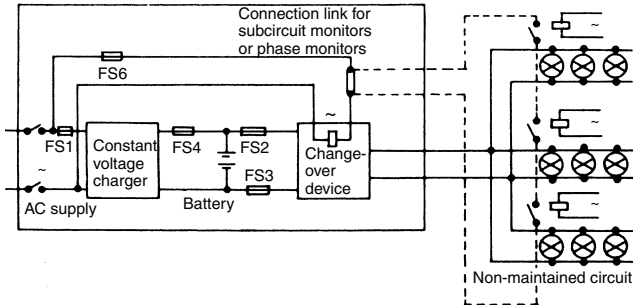 Connection link for
subcircuit monitors
or phase monitors
FS6
~
FS1
Constant
voltage
charger
FS4
FS2
Change-
over
device
FS3
~
AC supply
Battery
~
~
~
Non-maintained circuit